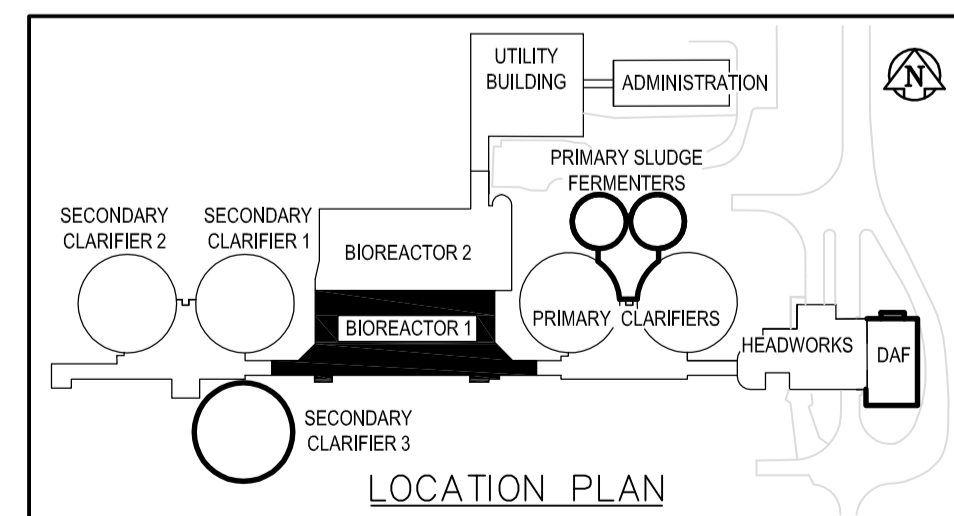 UTILITY
BUILDING
ADMINISTRATION
N
PRIMARY SLUDGE
FERMENTERS
SECONDARY
CLARIFIER 2
SECONDARY
CLARIFIER 1
BIOREACTOR 2
BIOREACTOR 1
PRIMARY CLARIFIERS
HEADWORKS
DAF
SECONDARY
CLARIFIER 3
LOCATION PLAN